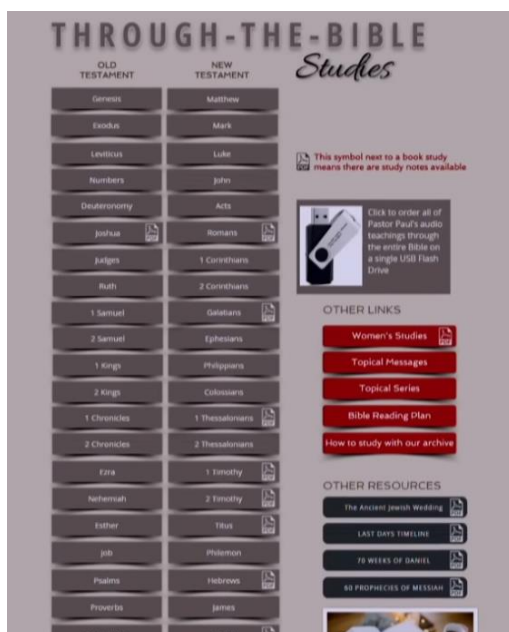 THROUGH-THE-BIBLE
Studies
OLD
TESTAMENT
Genesis
Exodus
Leviticus
Numbers
Deuteronomy
Joshua
Judges
Ruth
1 Samuel
2 Samuel
1 Kings
2 Kings
1 Chronicles
2 Chronicles
Ezra
Nehemiah
Esther
Job
Psalms
Proverbs
NEW
TESTAMENT
Matthew
Mark
Luke
John
Acts
Romans
1 Corinthians
2 Corinthians
Galatians
Ephesians
Philippians
Colossians
1 Thessalonians
2 Thessalonians
1 Timothy
2 Timothy
Titus
Philemon
Hebrews
James
This symbol next to a book study
means there are study notes available
Click to order all of
Pastor Paul's audio
teachings through
the entire Bible on
a single USB Flash
Drive
OTHER LINKS
Women's Studies
Topical Messages
Topical Series
Bible Reading Plan
How to study with our archive
OTHER RESOURCES
The Ancient Jewish Wedding
LAST DAYS TIMELINE
70 WEEKS OF DANIEL
60 PROPHECIES OF MESSIAH